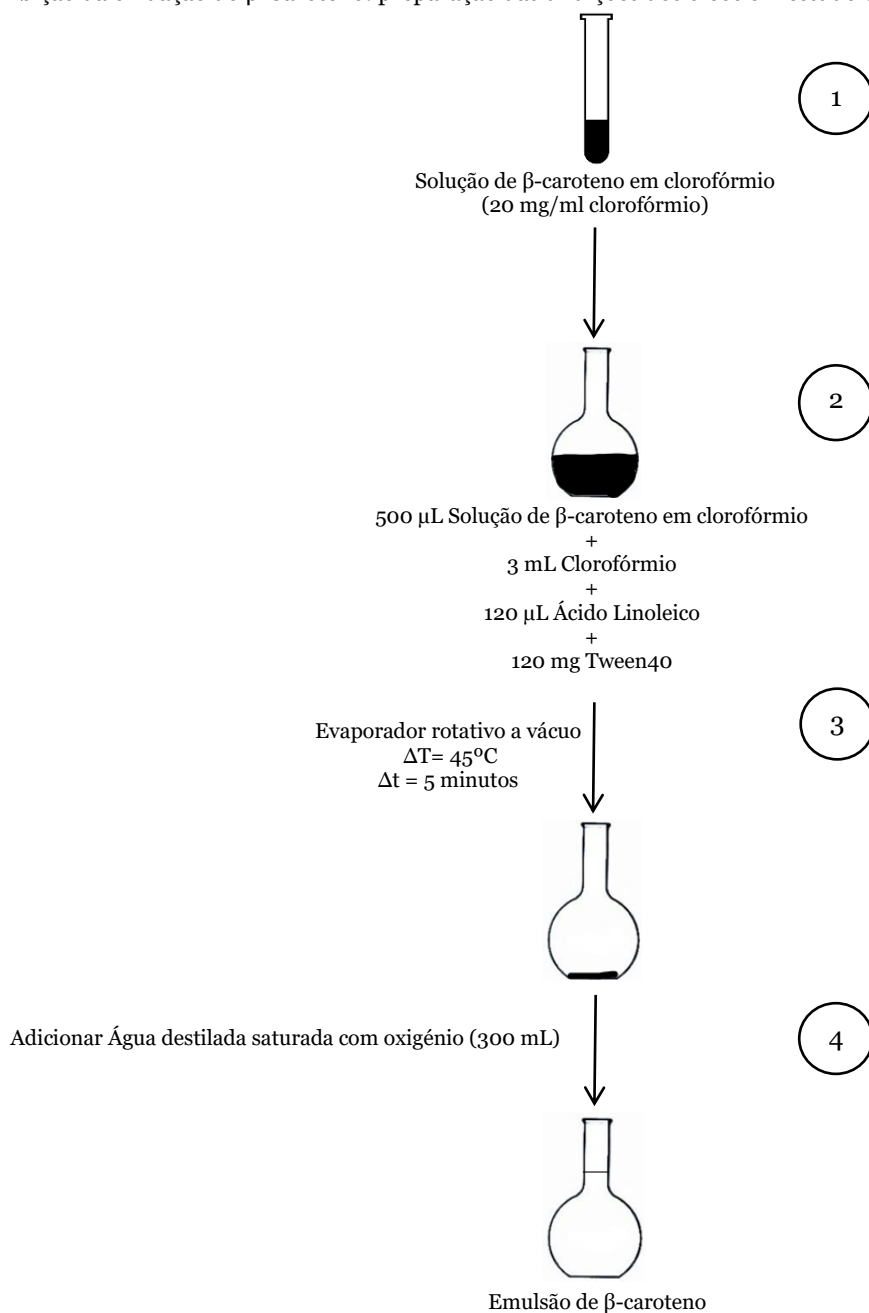 1
Solução de β-caroteno em clorofórmio
(20 mg/ml clorofórmio)
2
500 µL Solução de β-caroteno em clorofórmio
+
3 mL Clorofórmio
+
120 µL Ácido Linoleico
+
120 mg Tween40
3
Evaporador rotativo a vácuo
ΔT= 45ºC
Δt = 5 minutos
Adicionar Água destilada saturada com oxigénio (300 mL)
4
Emulsão de β-caroteno